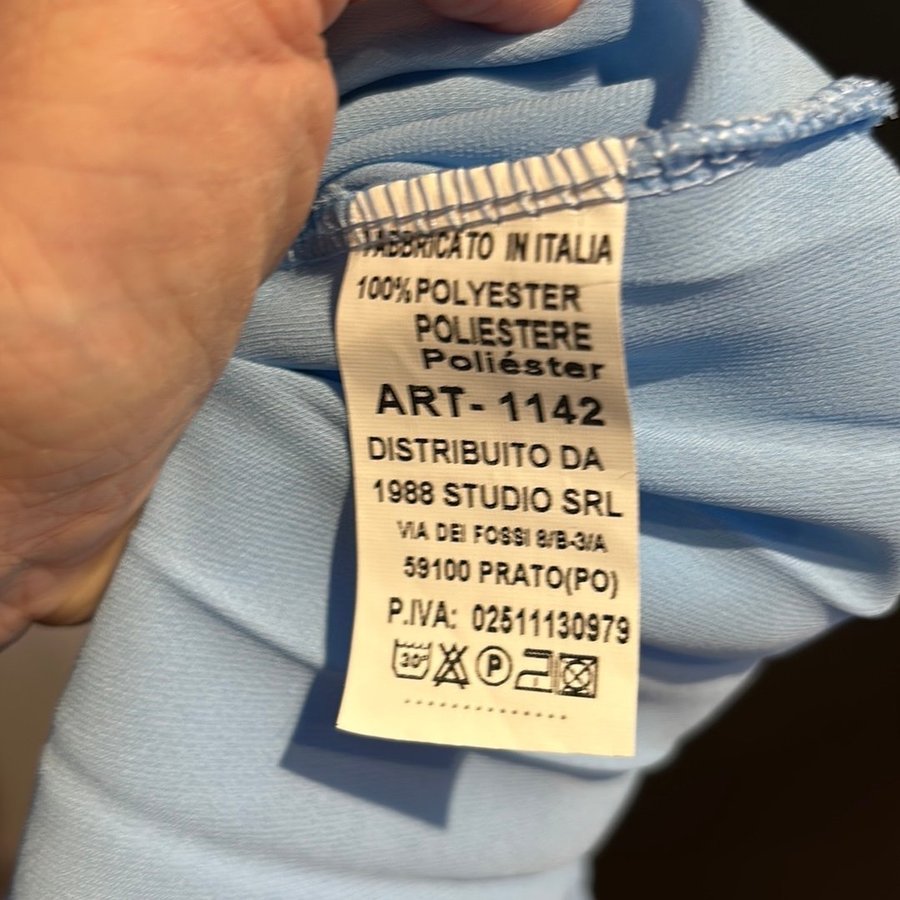 FABBRICATO IN ITALIA
100% POLYESTER
POLIESTERE
Poliéster
ART- 1142
DISTRIBUITO DA
1988 STUDIO SRL
VIA DEI FOSSI 8/B-3/A
59100 PRATO(PO)
P.IVA: 02511130979
30° P